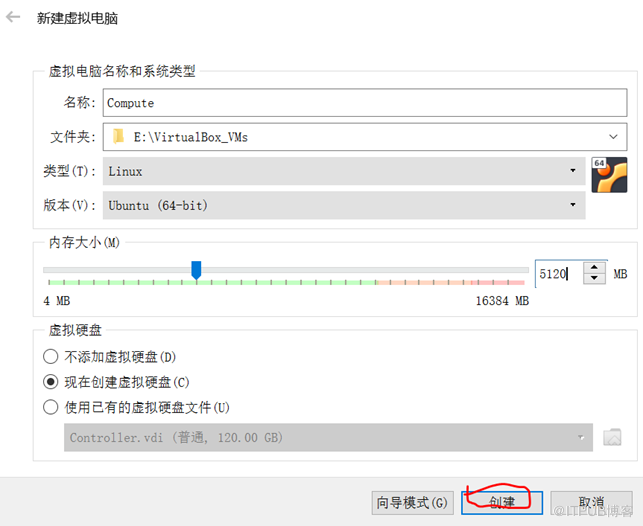 新建虚拟电脑
虚拟电脑名称和系统类型
名称: Compute
文件夹: E:\VirtualBox_VMs
类型(T): Linux
64
版本(V): Ubuntu (64-bit)
内存大小(M)
5120 MB
4 MB 16384 MB
虚拟硬盘
不添加虚拟硬盘(D)
现在创建虚拟硬盘(C)
使用已有的虚拟硬盘文件(U)
Controller.vdi (普通, 120.00 GB)
向导模式(G) 创建 取消
@ITPUB博客